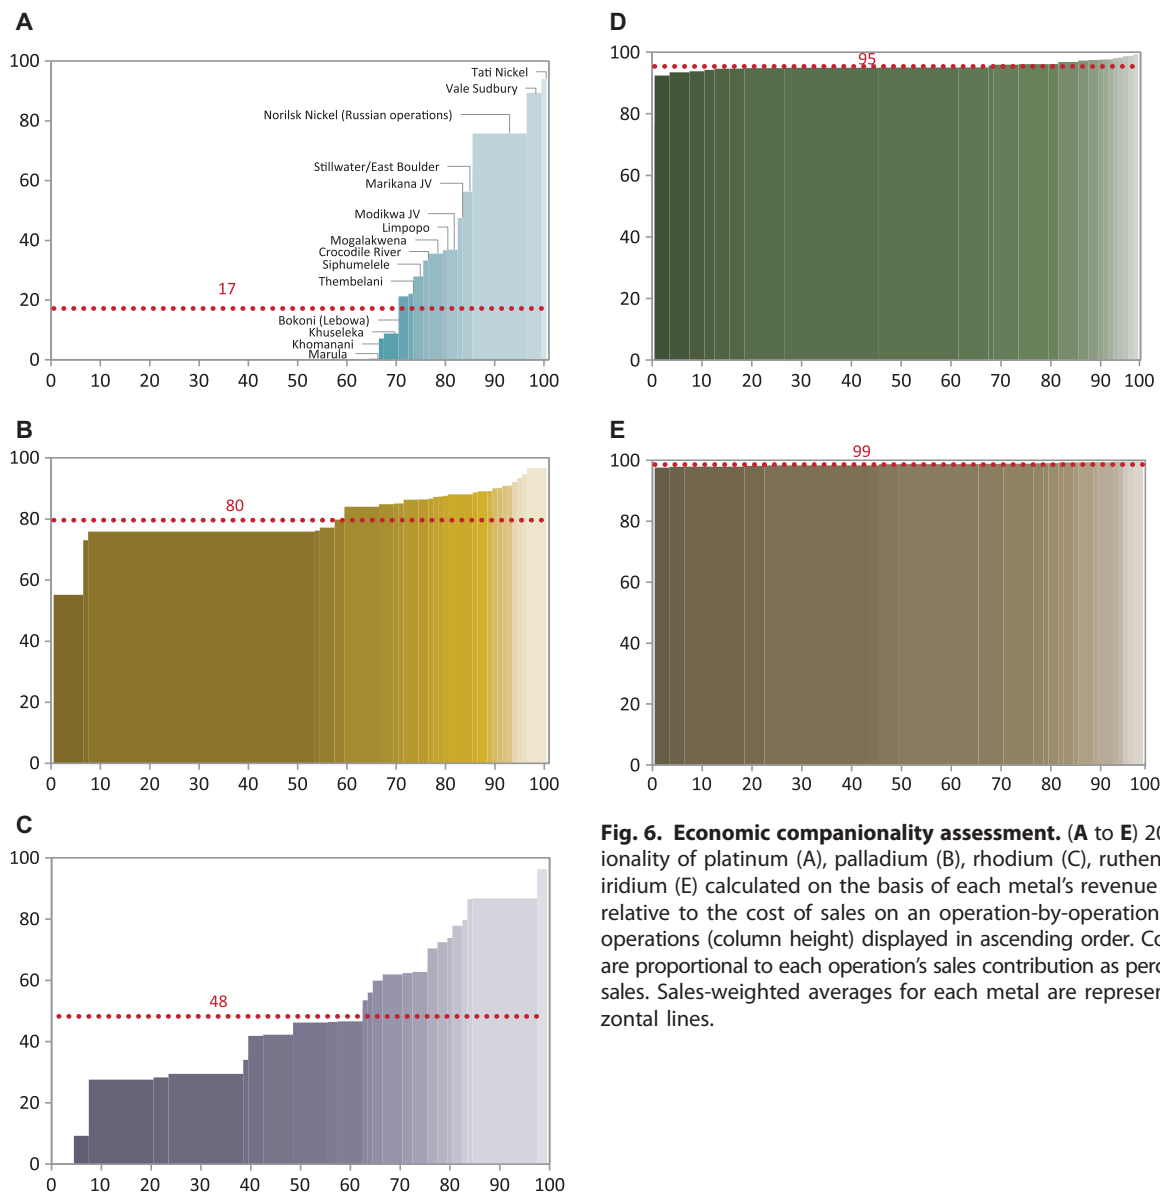 A
100
80
60
40
20
0
Tati Nickel
Vale Sudbury
Norilsk Nickel (Russian operations)
Stillwater/East Boulder
Marikana JV
Modikwa JV
Limpopo
Mogalakwena
Crocodile River
Siphumelele
Thembelani
17
Bokoni (Lebowa)
Khuseleka
Khomanani
Marula
0 10 20 30 40 50 60 70 80 90 100
B
100
80
60
40
20
0
80
0 10 20 30 40 50 60 70 80 90 100
C
100
80
60
40
20
0
48
0 10 20 30 40 50 60 70 80 90 100
D
100
80
60
40
20
0
95
0 10 20 30 40 50 60 70 80 90 100
E
100
80
60
40
20
0
99
0 10 20 30 40 50 60 70 80 90 100
Fig. 6. Economic companionality assessment. (A to E) 20
ionality of platinum (A), palladium (B), rhodium (C), ruthen
iridium (E) calculated on the basis of each metal's revenue
relative to the cost of sales on an operation-by-operation
operations (column height) displayed in ascending order. Co
are proportional to each operation's sales contribution as perc
sales. Sales-weighted averages for each metal are represen
zontal lines.